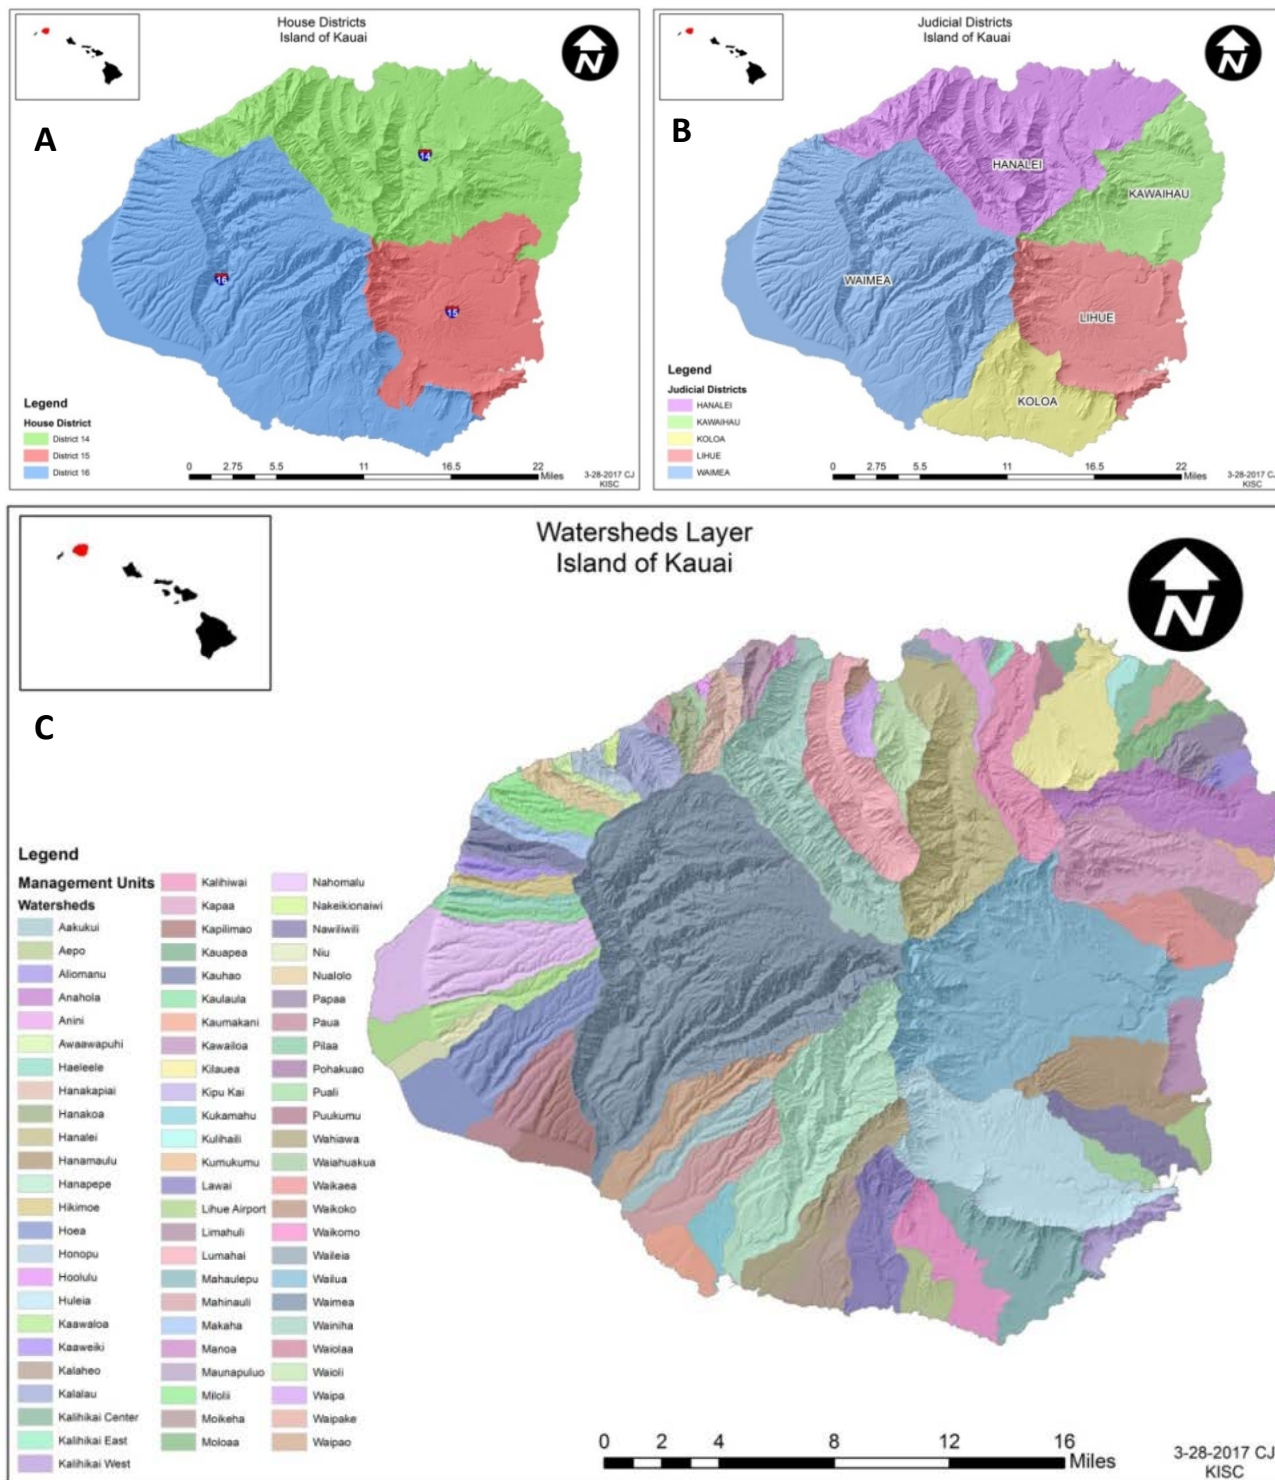 House Districts
Island of Kauai
N
A
14
16
15
Legend
House District
District 14
District 15
District 16
0 2.75 5.5 11 16.5 22
Miles
3-28-2017 CJ
KISC
Judicial Districts
Island of Kauai
N
B
HANALEI
KAWAIHAU
WAIMEA
LIHUE
KOLOA
Legend
Judicial Districts
HANALEI
KAWAIHAU
KOLOA
LIHUE
WAIMEA
0 2.75 5.5 11 16.5 22
Miles
3-28-2017 CJ
KISC
Watersheds Layer
Island of Kauai
N
C
Legend
Management Units
Watersheds
Aakukui
Aepo
Aliomanu
Anahola
Anini
Awaawapuhi
Haeleele
Hanakapiai
Hanakoa
Hanalei
Hanamaulu
Hanapepe
Hikimoe
Hoea
Honopu
Hoolulu
Huleia
Kaawaloa
Kaaweiki
Kalaheo
Kalalau
Kalihikai Center
Kalihikai East
Kalihikai West
Kalihiwai
Kapaa
Kapilimao
Kauapea
Kauhao
Kaulaula
Kaumakani
Kawailoa
Kilauea
Kipu Kai
Kukamahu
Kulihaili
Kumukumu
Lawai
Lihue Airport
Limahuli
Lumahai
Mahaulepu
Mahinauli
Makaha
Manoa
Maunapuluo
Milolii
Moikeha
Moloaa
Nahomalu
Nakeikionaiwi
Nawiliwili
Niu
Nualolo
Papaa
Paua
Pilaa
Pohakuao
Puali
Puukumu
Wahiawa
Waiahuakua
Waikaea
Waikoko
Waikomo
Waileia
Wailua
Waimea
Wainiha
Waiolaa
Waioli
Waipa
Waipake
Waipao
0 2 4 8 12 16
Miles
3-28-2017 CJ
KISC